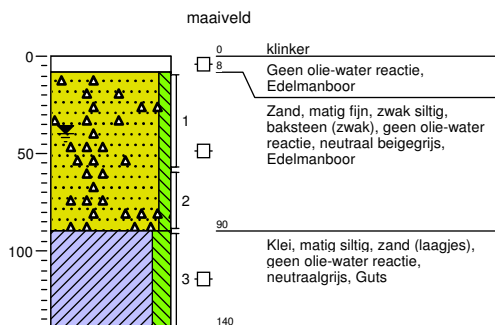 maaiveld
0
0
klinker
8
Geen olie-water reactie,
Edelmanboor
Zand, matig fijn, zwak siltig,
baksteen (zwak), geen olie-water
reactie, neutraal beigegrijs,
Edelmanboor
1
50
2
90
Klei, matig siltig, zand (laagjes),
geen olie-water reactie,
neutraalgrijs, Guts
100
3
140